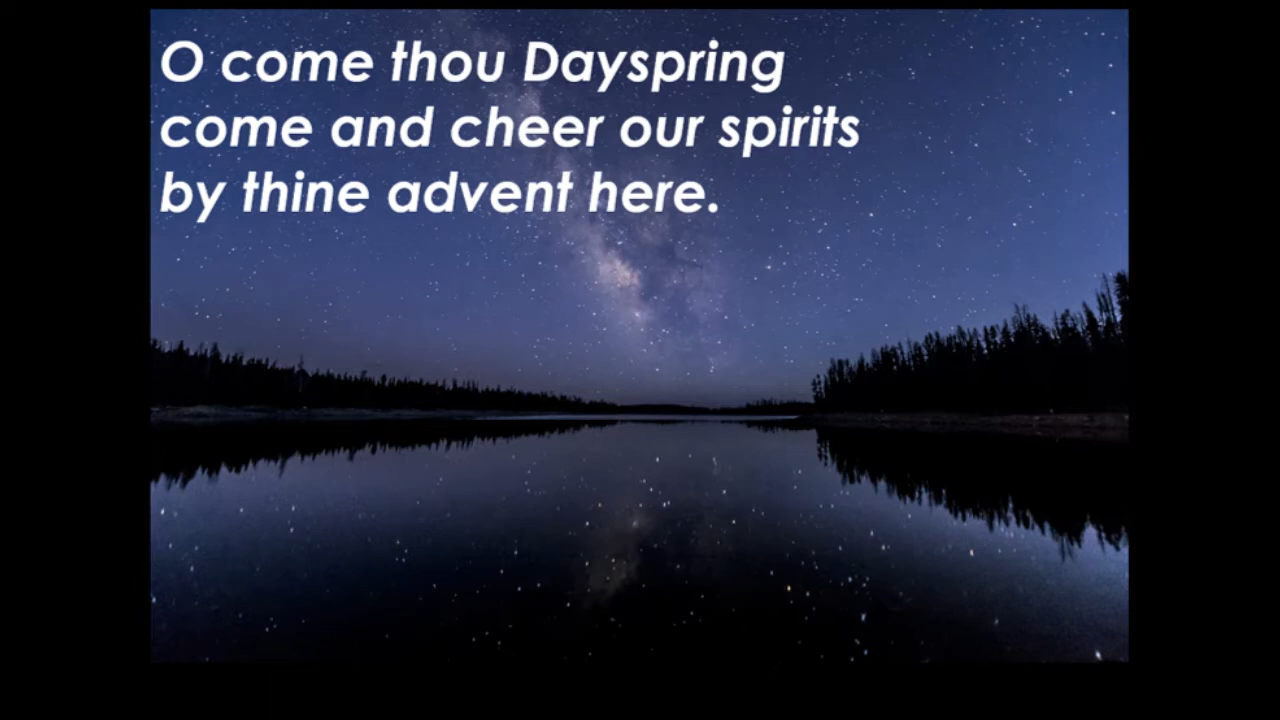 O come thou Dayspring
come and cheer our spirits
by thine advent here.